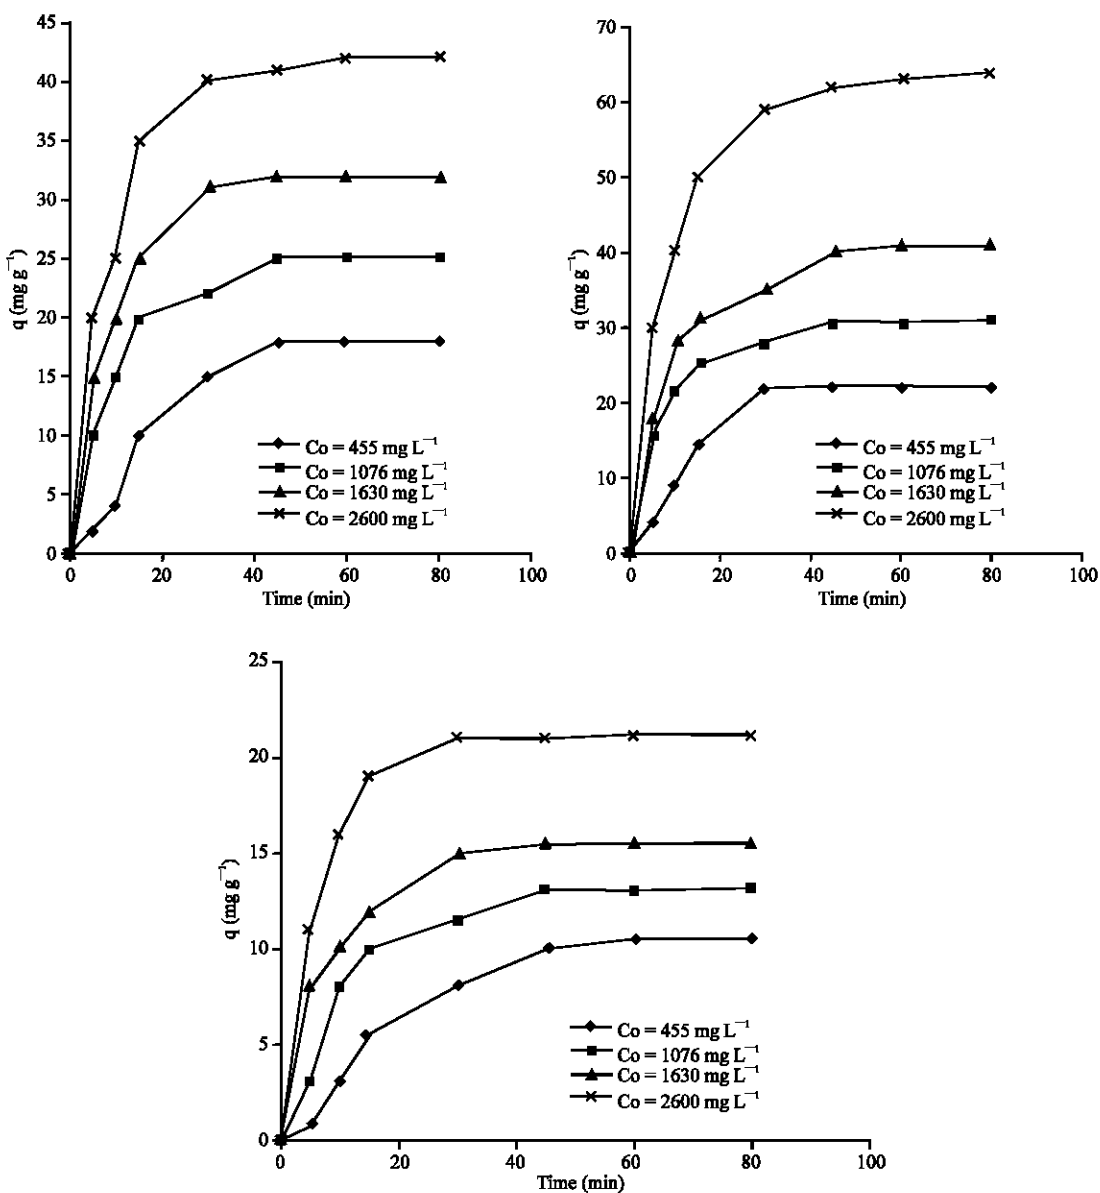 45
40
35
30
25
20
15
10
5
0
q (mg g⁻¹)
Co = 455 mg L⁻¹
Co = 1076 mg L⁻¹
Co = 1630 mg L⁻¹
Co = 2600 mg L⁻¹
0 20 40 60 80 100
Time (min)
70
60
50
40
30
20
10
0
q (mg g⁻¹)
Co = 455 mg L⁻¹
Co = 1076 mg L⁻¹
Co = 1630 mg L⁻¹
Co = 2600 mg L⁻¹
0 20 40 60 80 100
Time (min)
25
20
15
10
5
0
q (mg g⁻¹)
Co = 455 mg L⁻¹
Co = 1076 mg L⁻¹
Co = 1630 mg L⁻¹
Co = 2600 mg L⁻¹
0 20 40 60 80 100
Time (min)